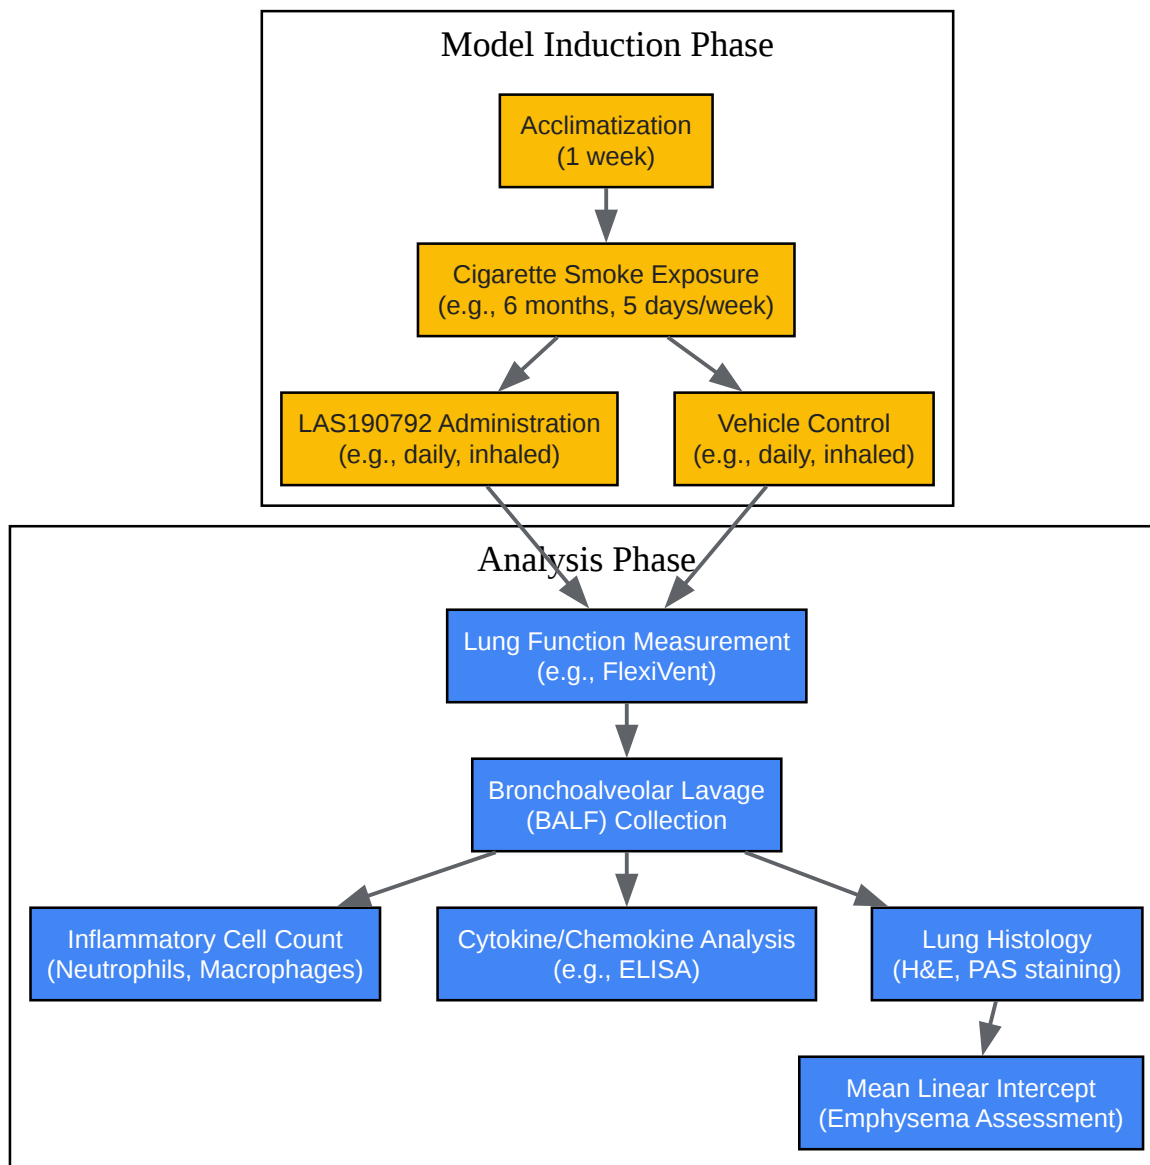 Model Induction Phase
Acclimatization
(1 week)
Cigarette Smoke Exposure
(e.g., 6 months, 5 days/week)
LAS190792 Administration
(e.g., daily, inhaled)
Vehicle Control
(e.g., daily, inhaled)
Analysis Phase
Lung Function Measurement
(e.g., FlexiVent)
Bronchoalveolar Lavage
(BALF) Collection
Inflammatory Cell Count
(Neutrophils, Macrophages)
Cytokine/Chemokine Analysis
(e.g., ELISA)
Lung Histology
(H&E, PAS staining)
Mean Linear Intercept
(Emphysema Assessment)